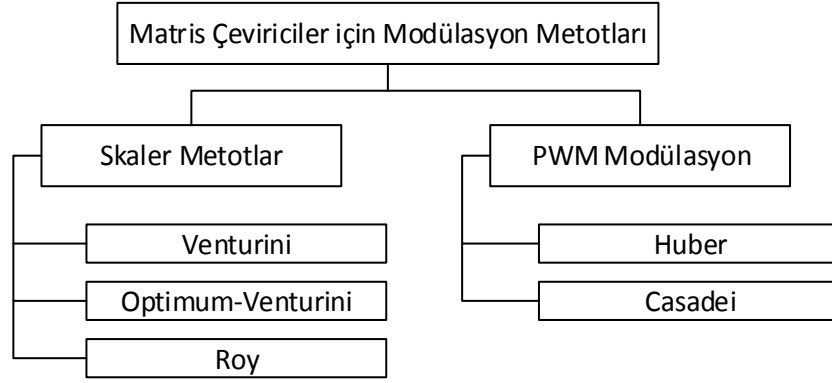 Matris Çeviriciler için Modülasyon Metotları
Skaler Metotlar
Venturini
Optimum-Venturini
Roy
PWM Modülasyon
Huber
Casadei